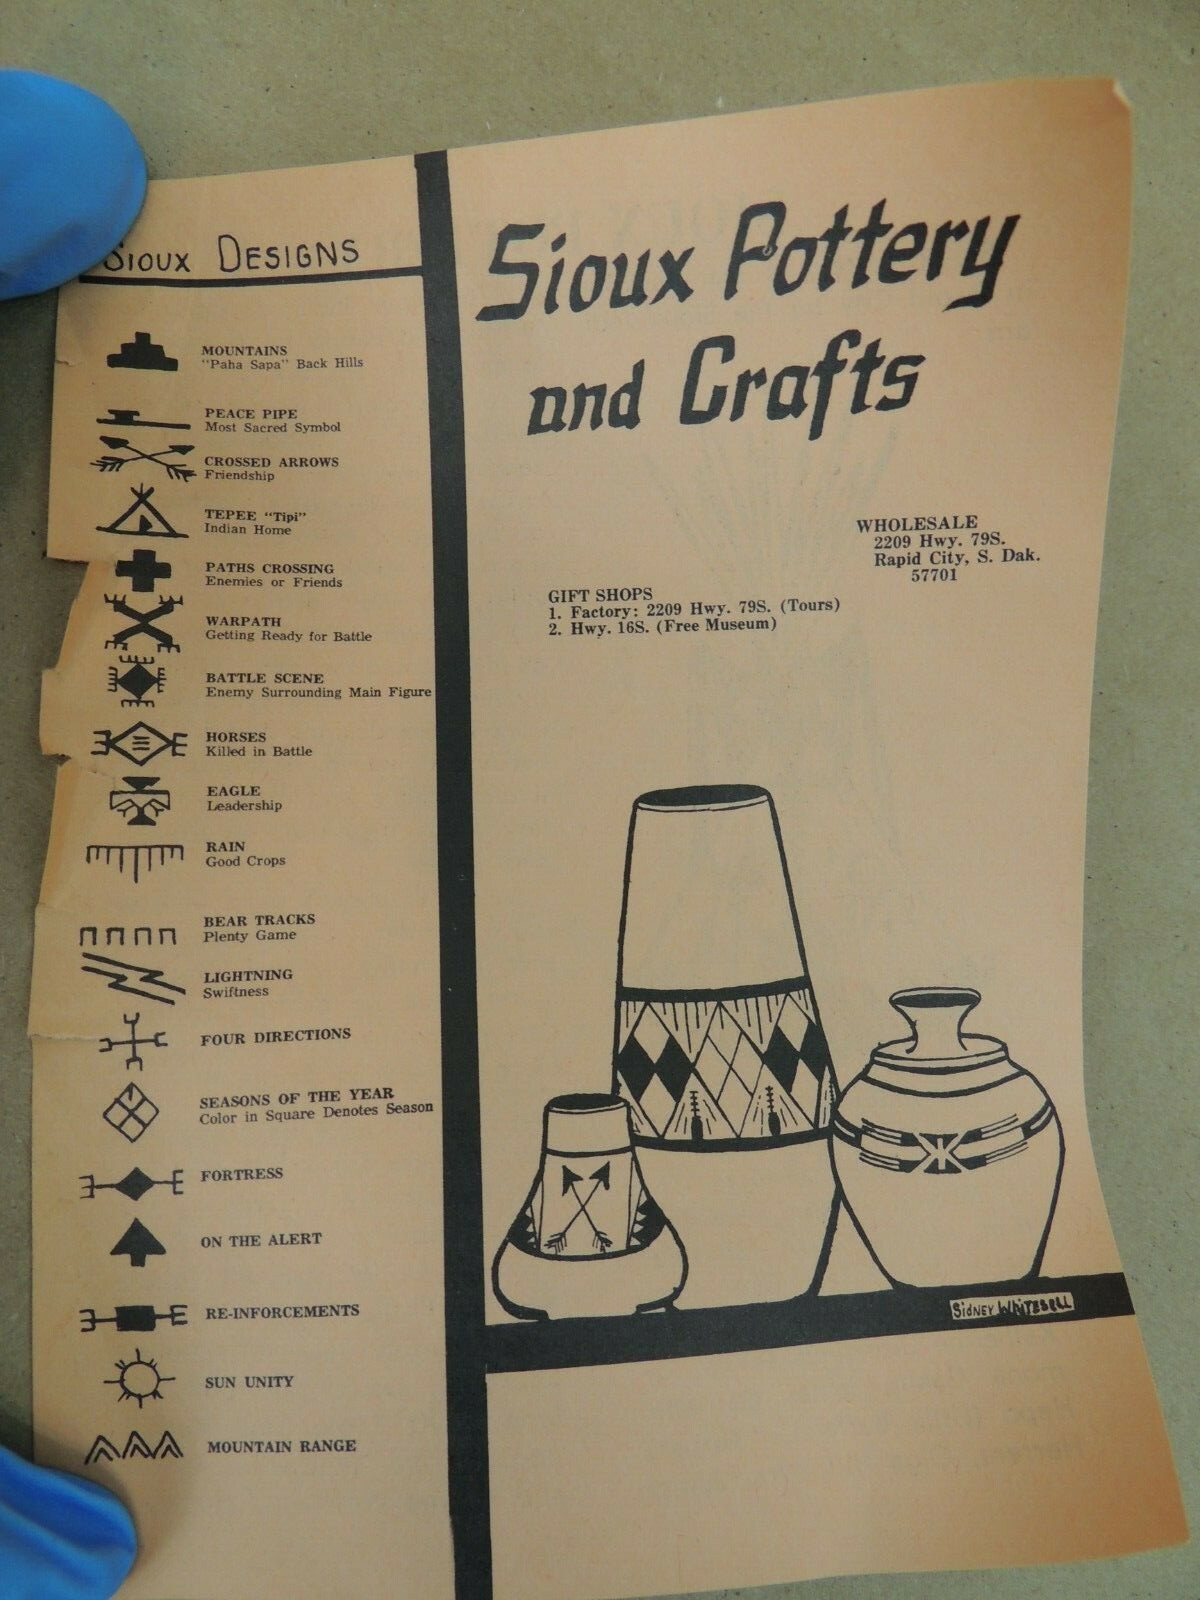 Sioux DESIGNS
MOUNTAINS
"Paha Sapa" Back Hills
PEACE PIPE
Most Sacred Symbol
CROSSED ARROWS
Friendship
TEPEE "Tipi"
Indian Home
PATHS CROSSING
Enemies or Friends
WARPATH
Getting Ready for Battle
BATTLE SCENE
Enemy Surrounding Main Figure
HORSES
Killed in Battle
EAGLE
Leadership
RAIN
Good Crops
BEAR TRACKS
Plenty Game
LIGHTNING
Swiftness
FOUR DIRECTIONS
SEASONS OF THE YEAR
Color in Square Denotes Season
FORTRESS
ON THE ALERT
RE-INFORCEMENTS
SUN UNITY
MOUNTAIN RANGE
Sioux Pottery
and Crafts
WHOLESALE
2209 Hwy. 79S.
Rapid City, S. Dak.
57701
GIFT SHOPS
1. Factory: 2209 Hwy. 79S. (Tours)
2. Hwy. 16S. (Free Museum)
SidNEY WHiTESELL